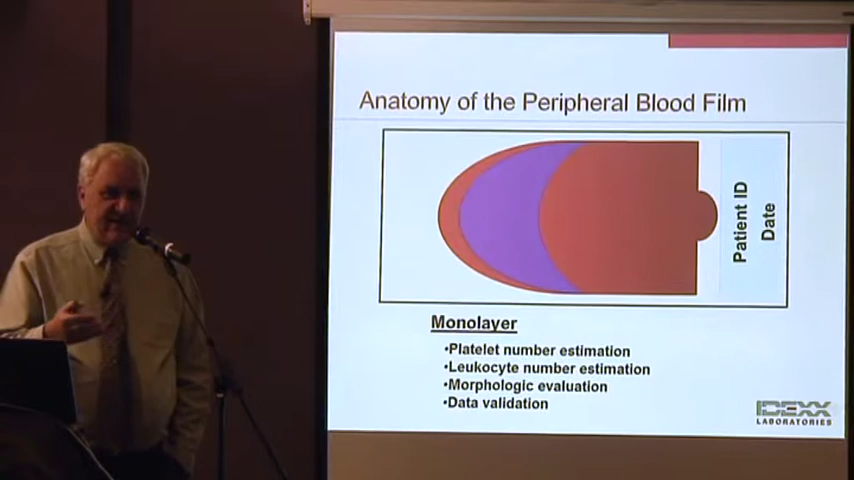 Anatomy of the Peripheral Blood Film
Patient ID
Date
Monolayer
•Platelet number estimation
•Leukocyte number estimation
•Morphologic evaluation
•Data validation
IDEXX
LABORATORIES